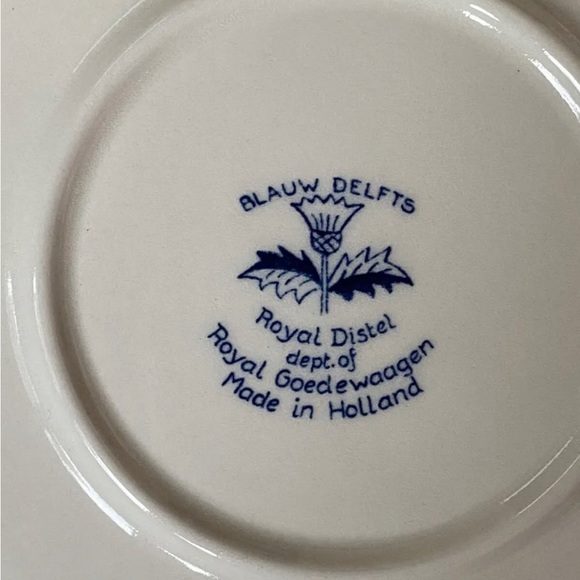 BLAUW DELFTS
Royal Distel
dept. of
Royal Goedewaagen
Made in Holland